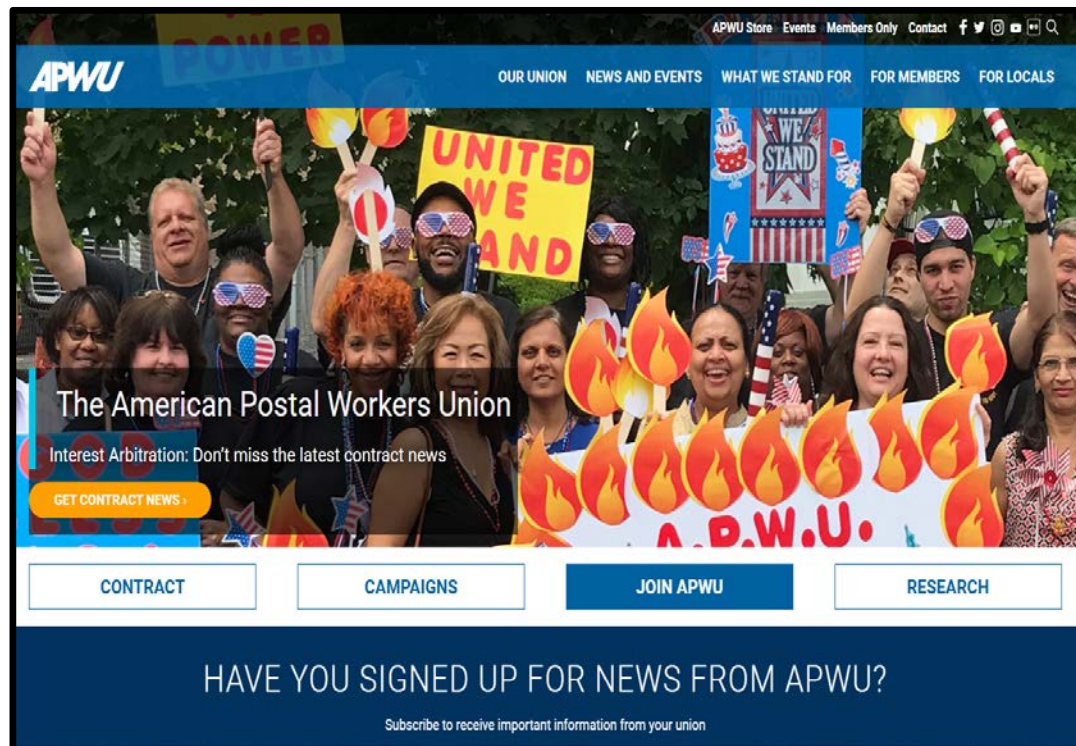 APWU Store Events Members Only Contact
APWU
OUR UNION NEWS AND EVENTS WHAT WE STAND FOR FOR MEMBERS FOR LOCALS
POWER
UNITED
WE
STAND
UNITED
WE
STAND
The American Postal Workers Union
Interest Arbitration: Don't miss the latest contract news
GET CONTRACT NEWS ›
GOD
BLESS
A.P.W.U.
CONTRACT
CAMPAIGNS
JOIN APWU
RESEARCH
HAVE YOU SIGNED UP FOR NEWS FROM APWU?
Subscribe to receive important information from your union